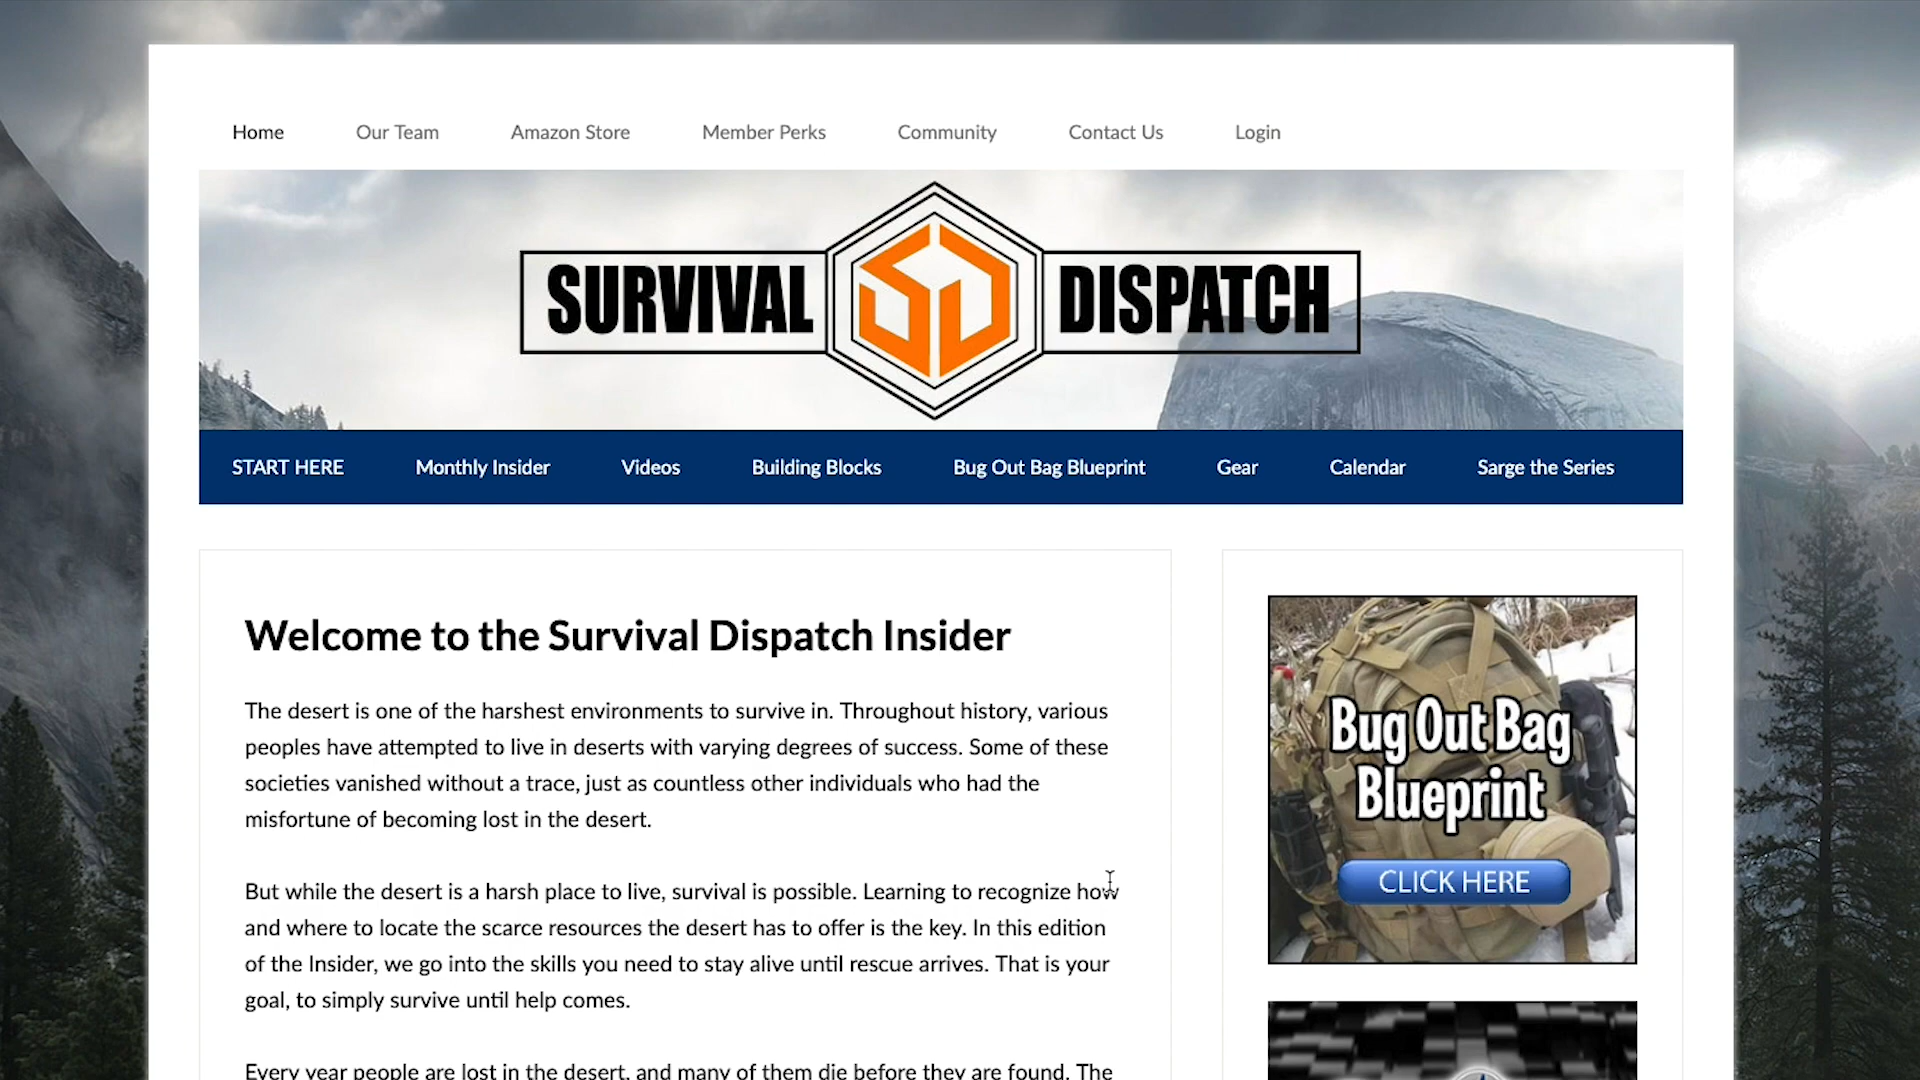 Home Our Team Amazon Store Member Perks Community Contact Us Login
SURVIVAL SD DISPATCH
START HERE Monthly Insider Videos Building Blocks Bug Out Bag Blueprint Gear Calendar Sarge the Series
Welcome to the Survival Dispatch Insider
The desert is one of the harshest environments to survive in. Throughout history, various
peoples have attempted to live in deserts with varying degrees of success. Some of these
societies vanished without a trace, just as countless other individuals who had the
misfortune of becoming lost in the desert.
But while the desert is a harsh place to live, survival is possible. Learning to recognize how
and where to locate the scarce resources the desert has to offer is the key. In this edition
of the Insider, we go into the skills you need to stay alive until rescue arrives. That is your
goal, to simply survive until help comes.
Every year people are lost in the desert, and many of them die before they are found. The
Bug Out Bag
Blueprint
CLICK HERE